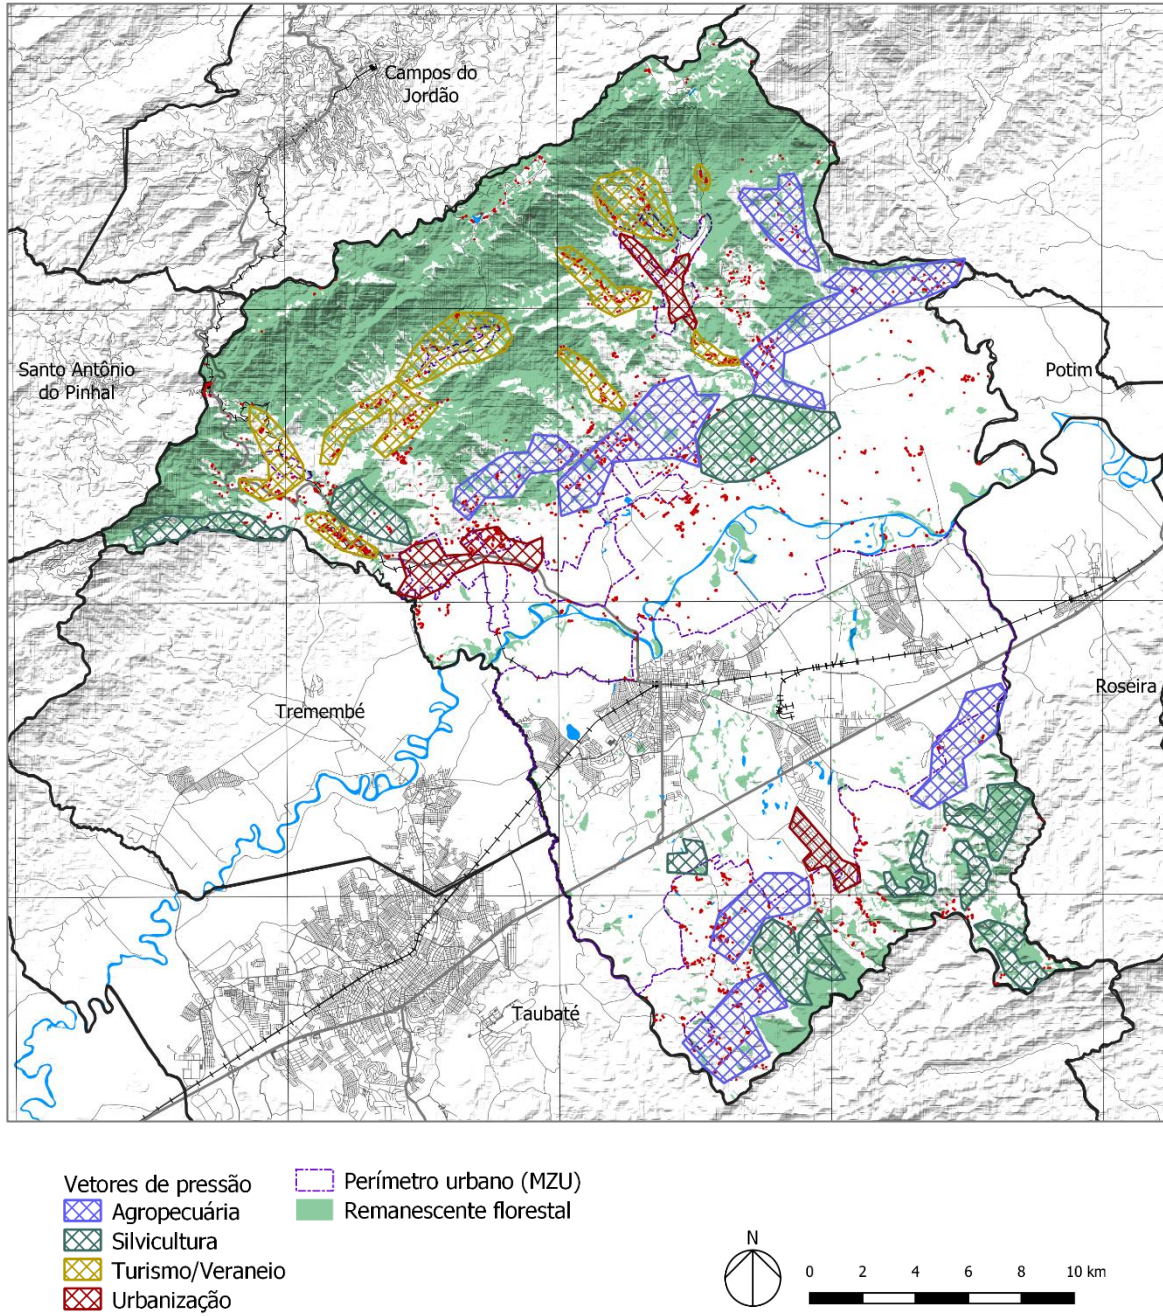 Campos do
Jordão
Santo Antônio
do Pinhal
Potim
Tremembé
Roseira
Taubaté
Vetores de pressão
Agropecuária
Silvicultura
Turismo/Veraneio
Urbanização
Perímetro urbano (MZU)
Remanescente florestal
N
0 2 4 6 8 10 km